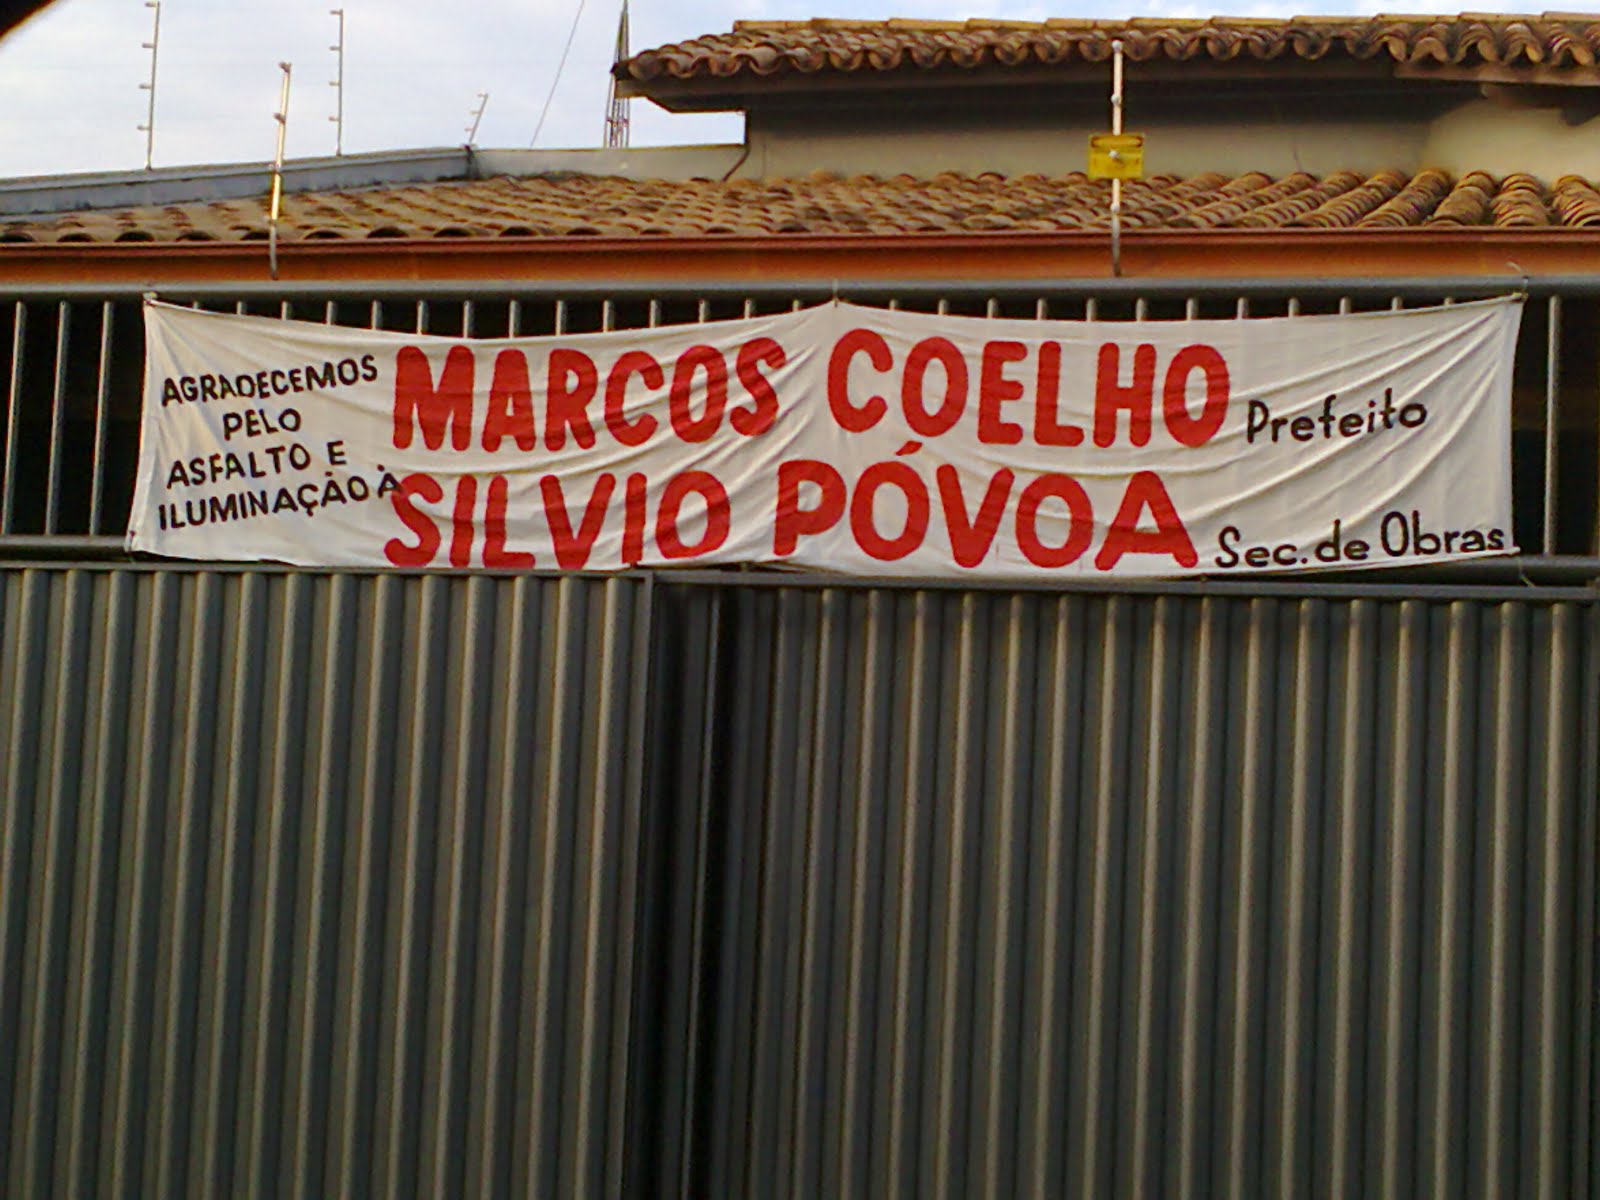 AGRADECEMOS
PELO
ASFALTO E
ILUMINAÇÃO À
MARCOS COELHO Prefeito
SILVIO PÓVOA Sec. de Obras